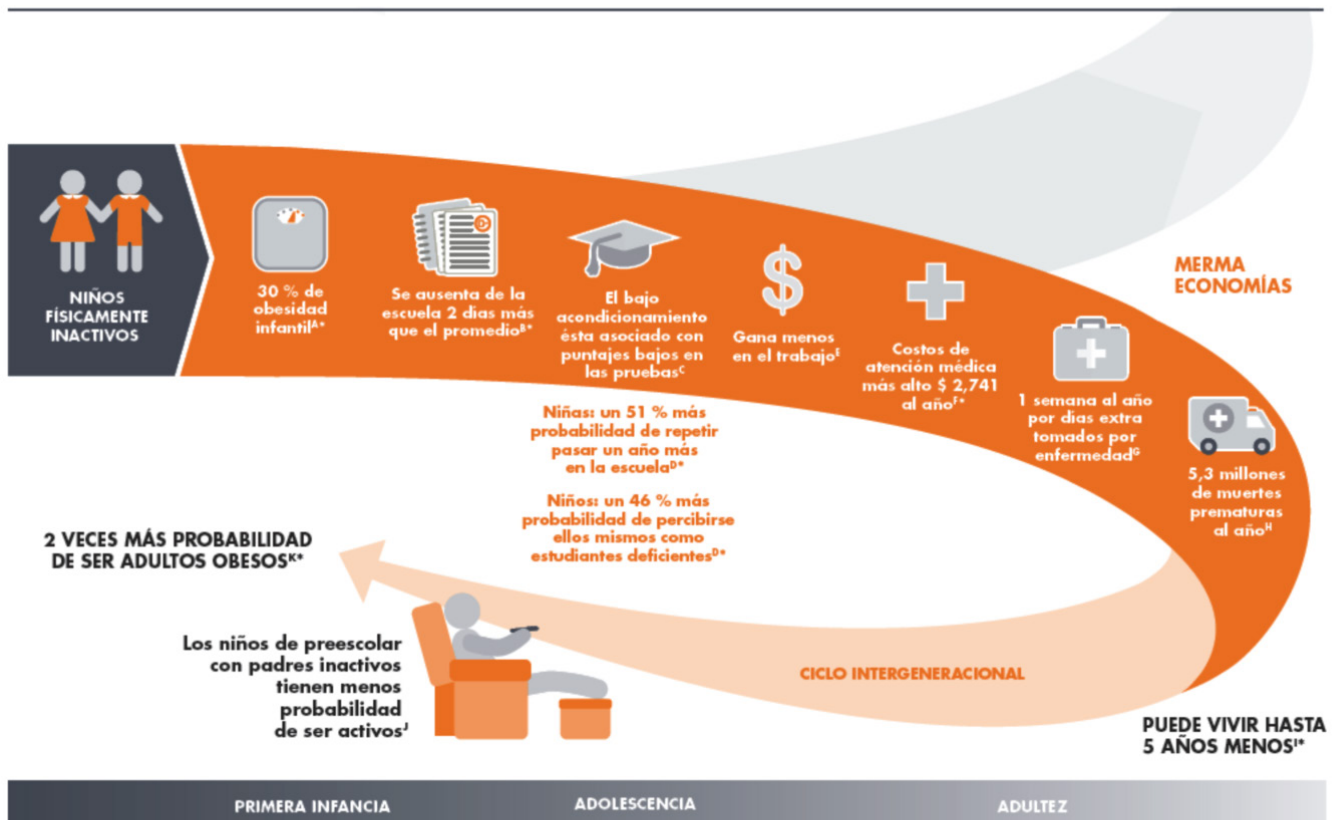 NIÑOS
FÍSICAMENTE
INACTIVOS
30 % de
obesidad
infantilᴬ*
Se ausenta de la
escuela 2 dias más
que el promedioᴮ*
El bajo
acondicionamiento
ésta asociado con
puntajes bajos en
las pruebasᶜ
Niñas: un 51 % más
probabilidad de repetir
pasar un año más
en la escuelaᴰ*
Niños: un 46 % más
probabilidad de percibirse
ellos mismos como
estudiantes deficientesᴰ*
$
Gana menos
en el trabajoᴱ
Costos de
atención médica
más alto $ 2,741
al añoF*
1 semana al año
por dias extra
tomados por
enfermedadᴳ
5,3 millones
de muertes
prematuras
al añoᴴ
MERMA
ECONOMÍAS
PUEDE VIVIR HASTA
5 AÑOS MENOSᴵ*
CICLO INTERGENERACIONAL
Los niños de preescolar
con padres inactivos
tienen menos
probabilidad
de ser activosᴶ
2 VECES MÁS PROBABILIDAD
DE SER ADULTOS OBESOSᴷ*
PRIMERA INFANCIA
ADOLESCENCIA
ADULTEZ